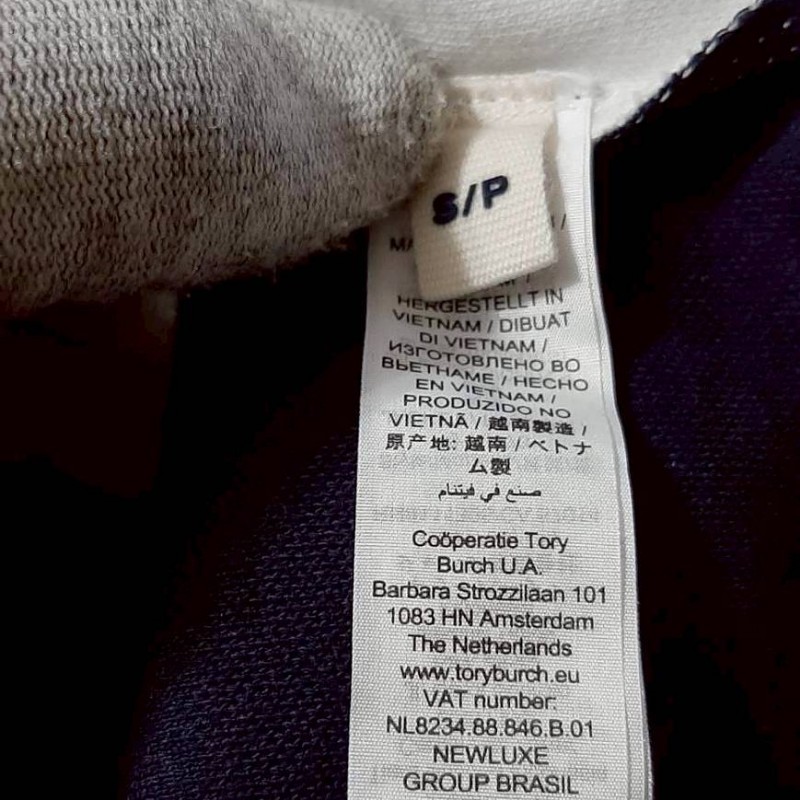 S/P
HERGESTELLT IN
VIETNAM / DIBUAT
DI VIETNAM /
ИЗГОТОВЛЕНО ВО
ВЬЕТНАМЕ / HECHO
EN VIETNAM /
PRODUZIDO NO
VIETNÃ / 越南製造 /
原产地: 越南 / ベトナ
ム製
صنع في فيتنام
Coöperatie Tory
Burch U.A.
Barbara Strozzilaan 101
1083 HN Amsterdam
The Netherlands
www.toryburch.eu
VAT number:
NL8234.88.846.B.01
NEWLUXE
GROUP BRASIL